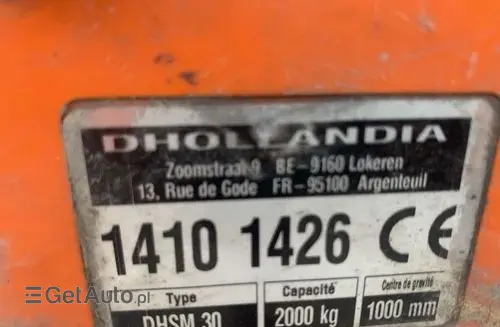 DHOLLANDIA
Zoomstraat 9 BE-9160 Lokeren
13, Rue de Gode FR-95100 Argenteuil
1410 1426 CE
Type Capacité Centre de gravité
DHSM 30 2000 kg 1000 mm
GetAuto.pl